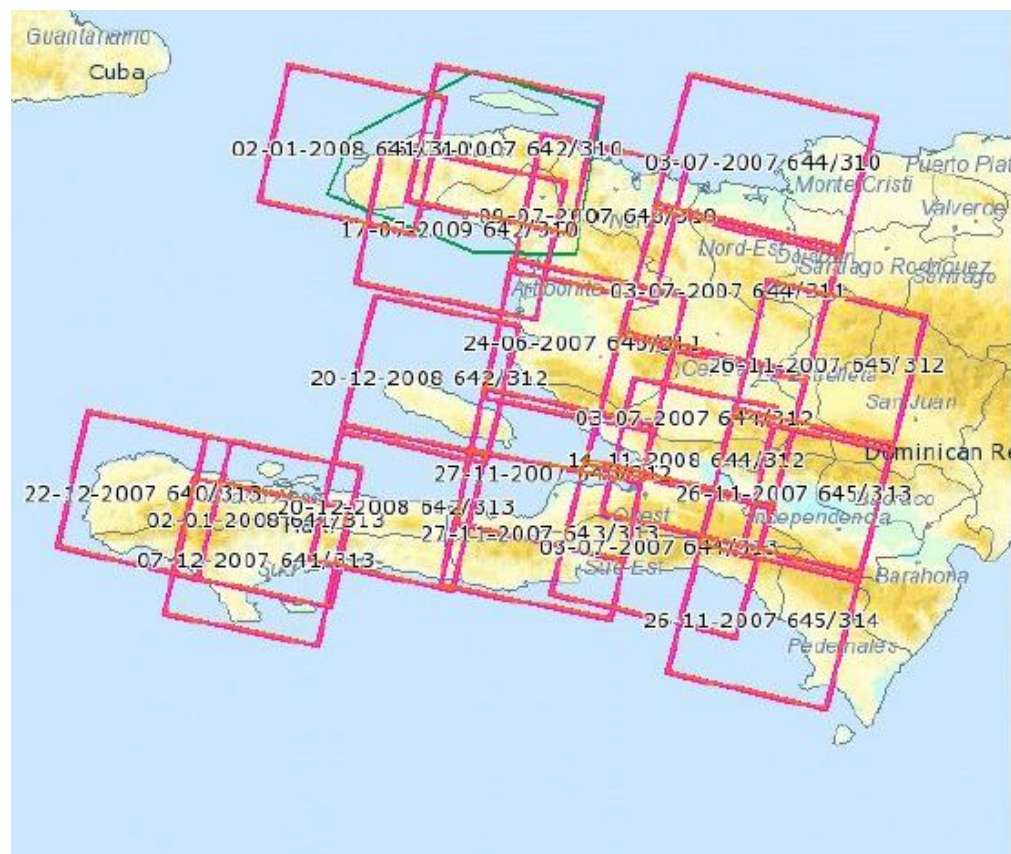 Guantanamo
Cuba
02-01-2008 641/310
2007 642/310
03-07-2007 644/310
Puerto Plat
Monte Cristi
Valverde
09-07-2007 643/310
17-07-2009 642/310
Nord-Est
Santiago Rodriguez
Santiago
Artibonite
03-07-2007 644/311
24-06-2007 643/311
26-11-2007 645/312
20-12-2008 642/312
La Estrelleta
San Juan
03-07-2007 644/312
Dominican Re
14-11-2008 644/312
27-11-2007 643/312
22-12-2007 640/313
26-11-2007 645/313
20-12-2008 642/313
02-01-2008 641/313
Ouest
Independencia
27-11-2007 643/313
03-07-2007 644/313
07-12-2007 641/313
Sud-Est
Barahona
26-11-2007 645/314
Pedernales